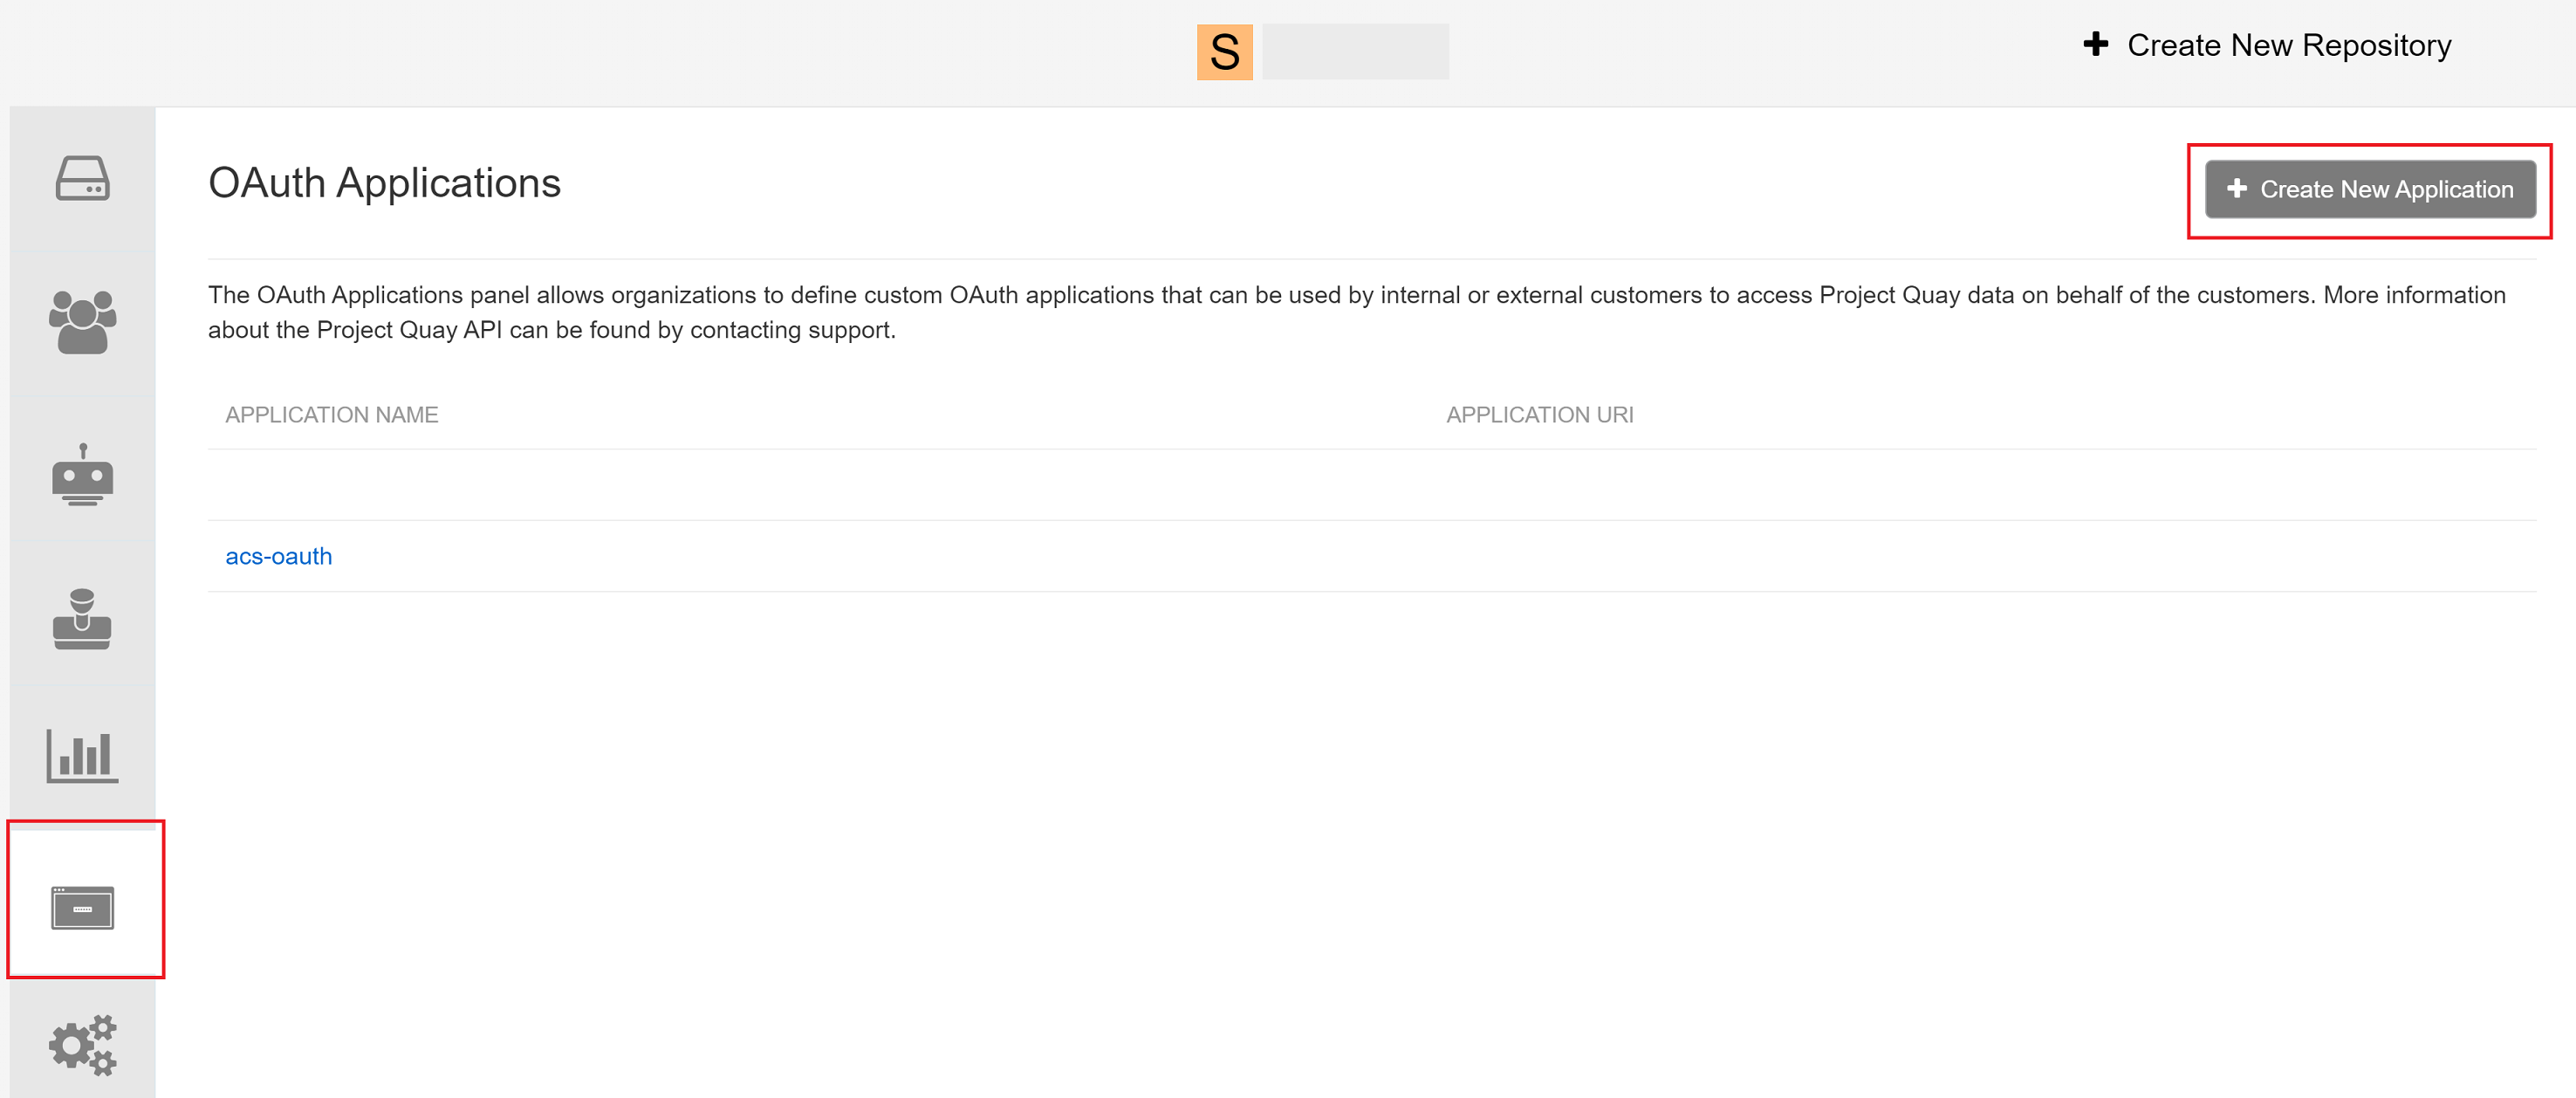 S
Create New Repository
OAuth Applications
Create New Application
The OAuth Applications panel allows organizations to define custom OAuth applications that can be used by internal or external customers to access Project Quay data on behalf of the customers. More information
about the Project Quay API can be found by contacting support.
APPLICATION NAME APPLICATION URI
acs-oauth